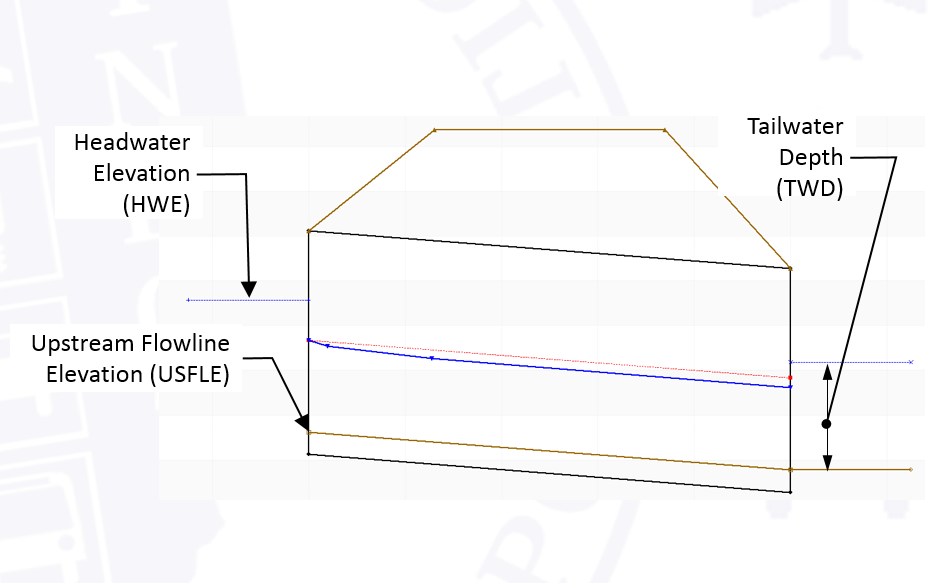 Headwater
Elevation
(HWE)
Tailwater
Depth
(TWD)
Upstream Flowline
Elevation (USFLE)